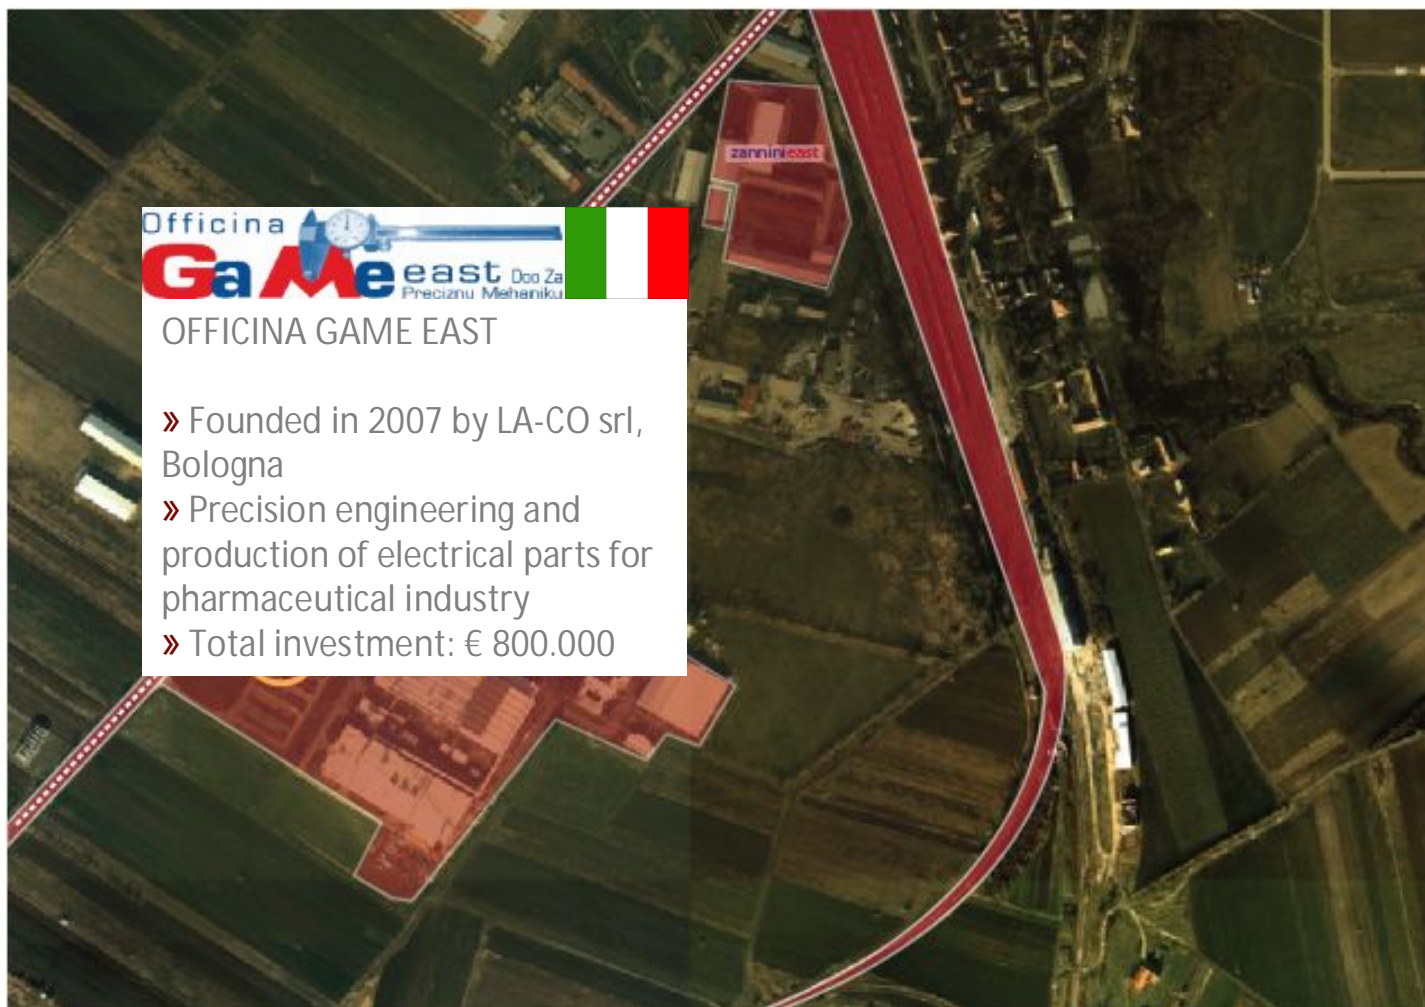 zanninieast
Officina
GaMe east Doo Za
Preciznu Mehaniku
OFFICINA GAME EAST
» Founded in 2007 by LA-CO srl,
Bologna
» Precision engineering and
production of electrical parts for
pharmaceutical industry
» Total investment: € 800.000